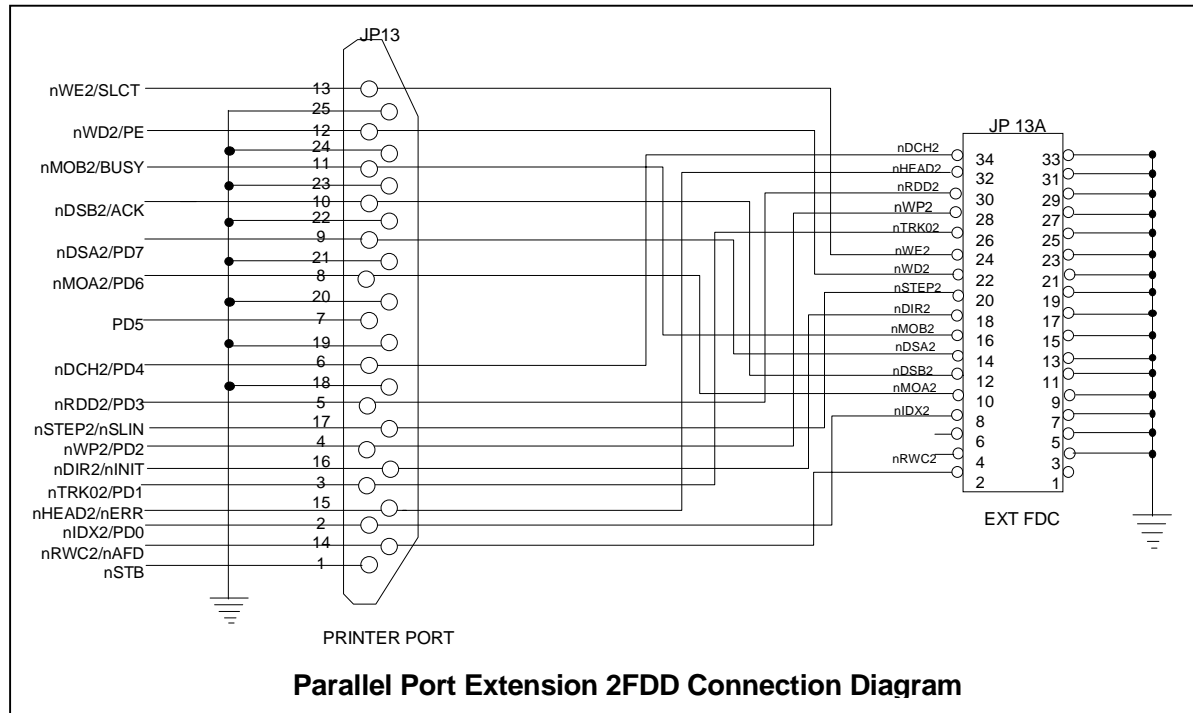 JP13
nWE2/SLCT
13
25
nWD2/PE
12
24
nMOB2/BUSY
11
23
nDSB2/ACK
10
22
nDSA2/PD7
9
21
nMOA2/PD6
8
20
PD5
7
19
nDCH2/PD4
6
18
nRDD2/PD3
5
nSTEP2/nSLIN
17
nWP2/PD2
4
nDIR2/nINIT
16
nTRK02/PD1
3
nHEAD2/nERR
15
nIDX2/PD0
2
nRWC2/nAFD
14
nSTB
1
PRINTER PORT
JP 13A
nDCH2 34 33
nHEAD2 32 31
nRDD2 30 29
nWP2 28 27
nTRK02 26 25
nWE2 24 23
nWD2 22 21
nSTEP2 20 19
nDIR2 18 17
nMOB2 16 15
nDSA2 14 13
nDSB2 12 11
nMOA2 10 9
nIDX2 8 7
6 5
4 3
nRWC2 2 1
EXT FDC
Parallel Port Extension 2FDD Connection Diagram